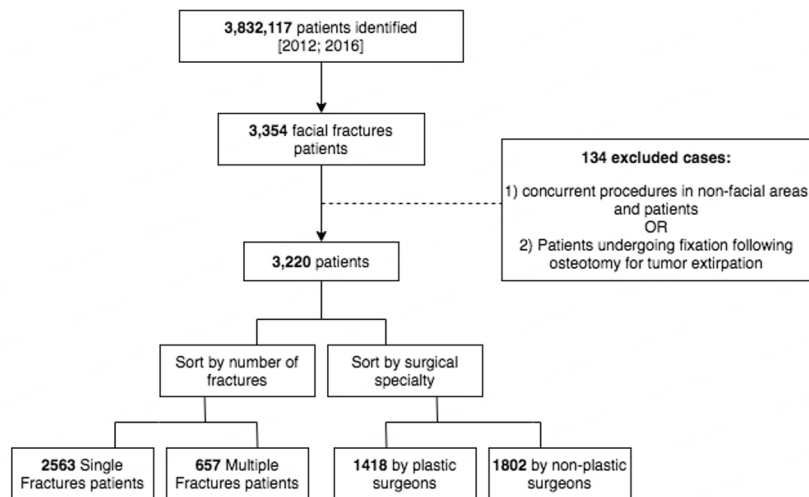 3,832,117 patients identified
[2012; 2016]
3,354 facial fractures
patients
134 excluded cases:
1) concurrent procedures in non-facial areas
and patients
OR
2) Patients undergoing fixation following
osteotomy for tumor extirpation
3,220 patients
Sort by number of
fractures
Sort by surgical
specialty
2563 Single
Fractures patients
657 Multiple
Fractures patients
1418 by plastic
surgeons
1802 by non-plastic
surgeons